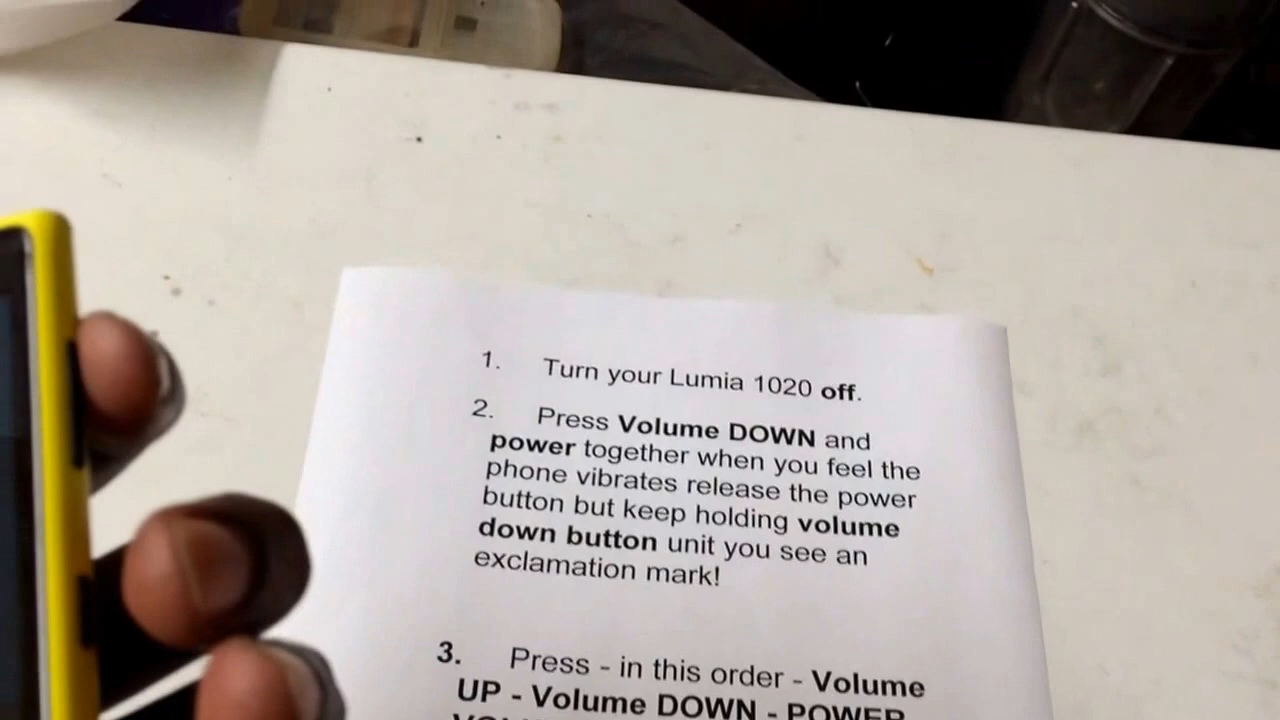 1. Turn your Lumia 1020 off.
2. Press Volume DOWN and
power together when you feel the
phone vibrates release the power
button but keep holding volume
down button unit you see an
exclamation mark!
3. Press - in this order - Volume
UP - Volume DOWN - POWER